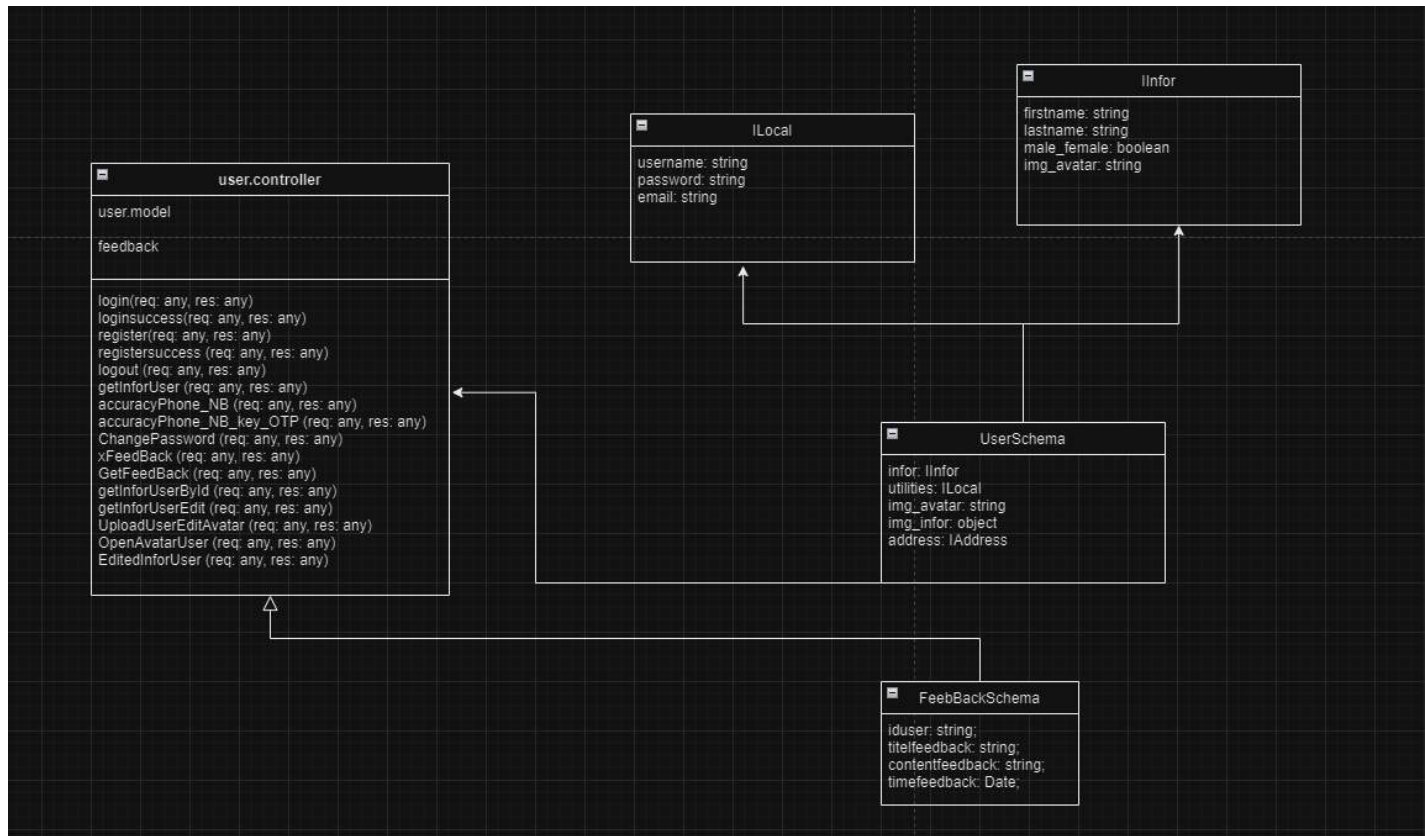 user.controller
user.model
feedback
login(req: any, res: any)
loginsuccess(req: any, res: any)
register(req: any, res: any)
registersuccess (req: any, res: any)
logout (req: any, res: any)
getInforUser (req: any, res: any)
accuracyPhone_NB (req: any, res: any)
accuracyPhone_NB_key_OTP (req: any, res: any)
ChangePassword (req: any, res: any)
xFeedBack (req: any, res: any)
GetFeedBack (req: any, res: any)
getInforUserById (req: any, res: any)
getInforUserEdit (req: any, res: any)
UploadUserEditAvatar (req: any, res: any)
OpenAvatarUser (req: any, res: any)
EditedInforUser (req: any, res: any)
ILocal
username: string
password: string
email: string
IInfor
firstname: string
lastname: string
male_female: boolean
img_avatar: string
UserSchema
infor: IInfor
utilities: ILocal
img_avatar: string
img_infor: object
address: IAddress
FeebBackSchema
iduser: string;
titelfeedback: string;
contentfeedback: string;
timefeedback: Date;